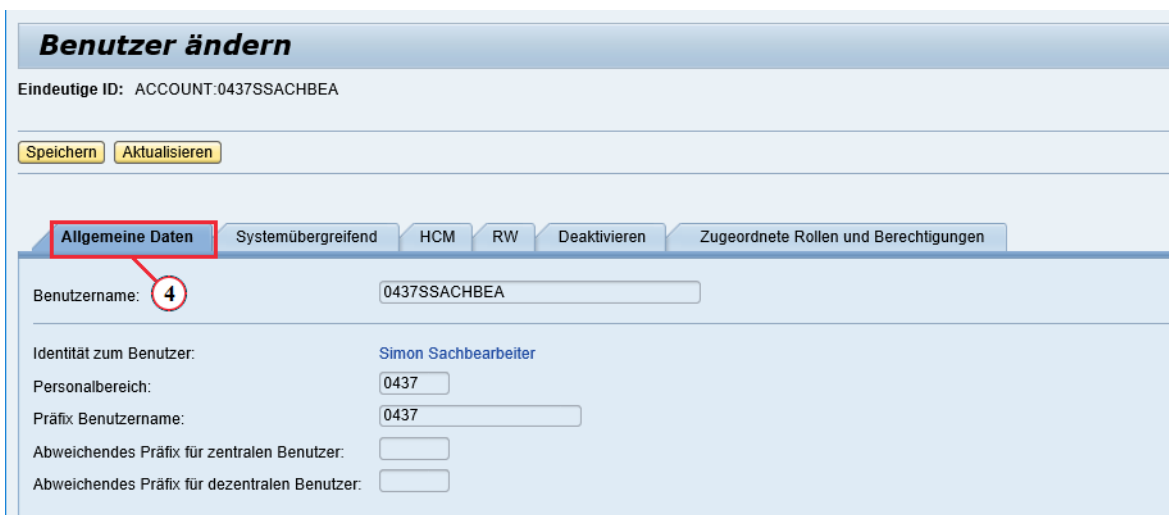 Benutzer ändern
Eindeutige ID: ACCOUNT:0437SSACHBEA
Speichern Aktualisieren
Allgemeine Daten Systemübergreifend HCM RW Deaktivieren Zugeordnete Rollen und Berechtigungen
Benutzername: 4 0437SSACHBEA
Identität zum Benutzer: Simon Sachbearbeiter
Personalbereich: 0437
Präfix Benutzername: 0437
Abweichendes Präfix für zentralen Benutzer:
Abweichendes Präfix für dezentralen Benutzer: